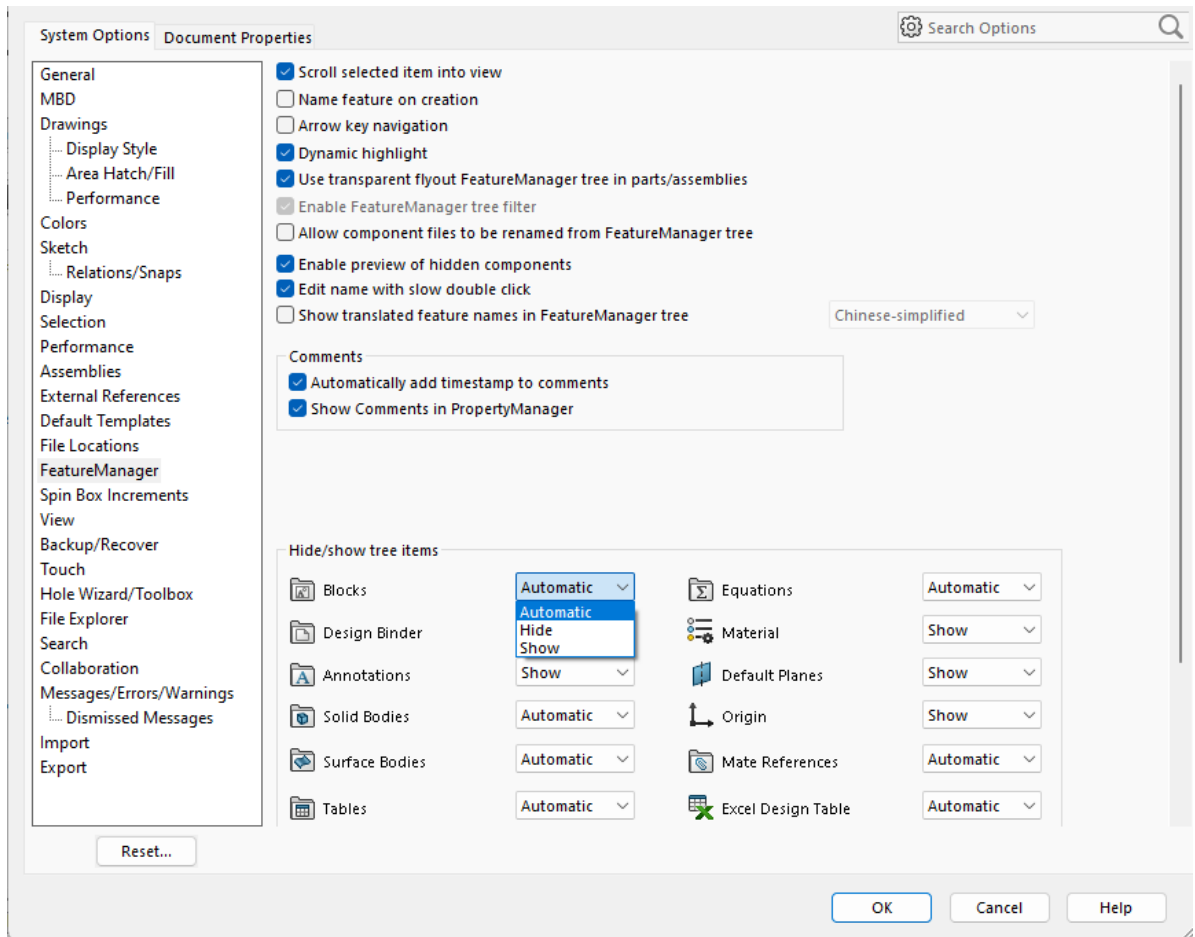 System Options
Document Properties
Search Options
General
MBD
Drawings
Display Style
Area Hatch/Fill
Performance
Colors
Sketch
Relations/Snaps
Display
Selection
Performance
Assemblies
External References
Default Templates
File Locations
FeatureManager
Spin Box Increments
View
Backup/Recover
Touch
Hole Wizard/Toolbox
File Explorer
Search
Collaboration
Messages/Errors/Warnings
Dismissed Messages
Import
Export
Reset...
Scroll selected item into view
Name feature on creation
Arrow key navigation
Dynamic highlight
Use transparent flyout FeatureManager tree in parts/assemblies
Enable FeatureManager tree filter
Allow component files to be renamed from FeatureManager tree
Enable preview of hidden components
Edit name with slow double click
Show translated feature names in FeatureManager tree Chinese-simplified
Comments
Automatically add timestamp to comments
Show Comments in PropertyManager
Hide/show tree items
Blocks Automatic
Automatic
Hide
Show
Design Binder
Annotations Show
Solid Bodies Automatic
Surface Bodies Automatic
Tables Automatic
Equations Automatic
Material Show
Default Planes Show
Origin Show
Mate References Automatic
Excel Design Table Automatic
OK Cancel Help